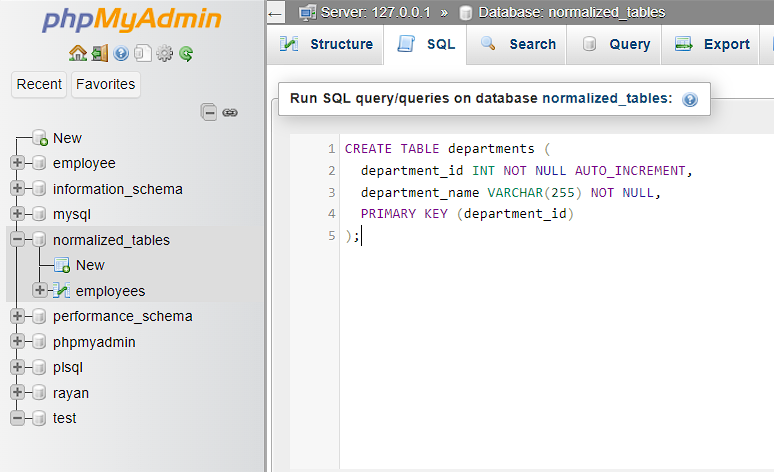 phpMyAdmin
Recent Favorites
New
employee
information_schema
mysql
normalized_tables
New
employees
performance_schema
phpmyadmin
plsql
rayan
test
← Server: 127.0.0.1 » Database: normalized_tables
Structure SQL Search Query Export
Run SQL query/queries on database normalized_tables:
1 CREATE TABLE departments (
2 department_id INT NOT NULL AUTO_INCREMENT,
3 department_name VARCHAR(255) NOT NULL,
4 PRIMARY KEY (department_id)
5 );